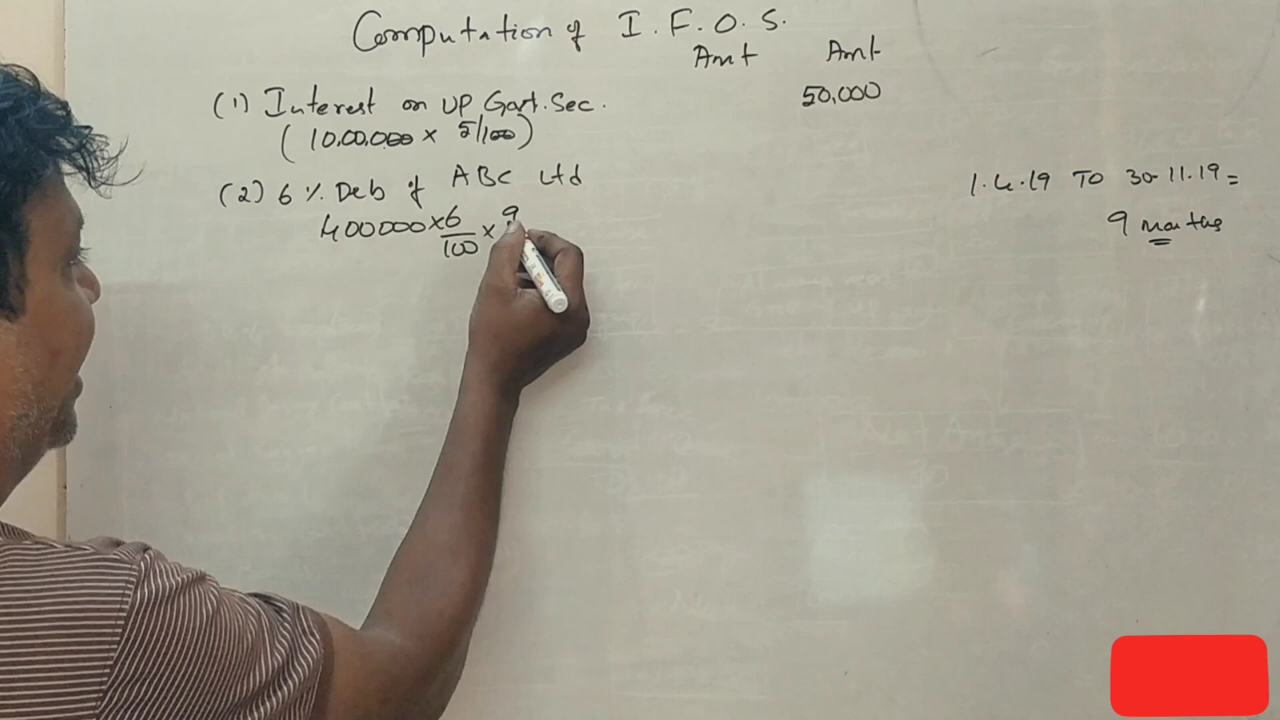 Computation of I.F.O.S.
Amt Amt
(1) Interest on UP Govt. Sec. 50,000
(10,00,000 × 5/100)
(2) 6% Deb of ABC Ltd
400000 × 6/100 × 9
1.4.19 TO 30-11.19 =
9 months